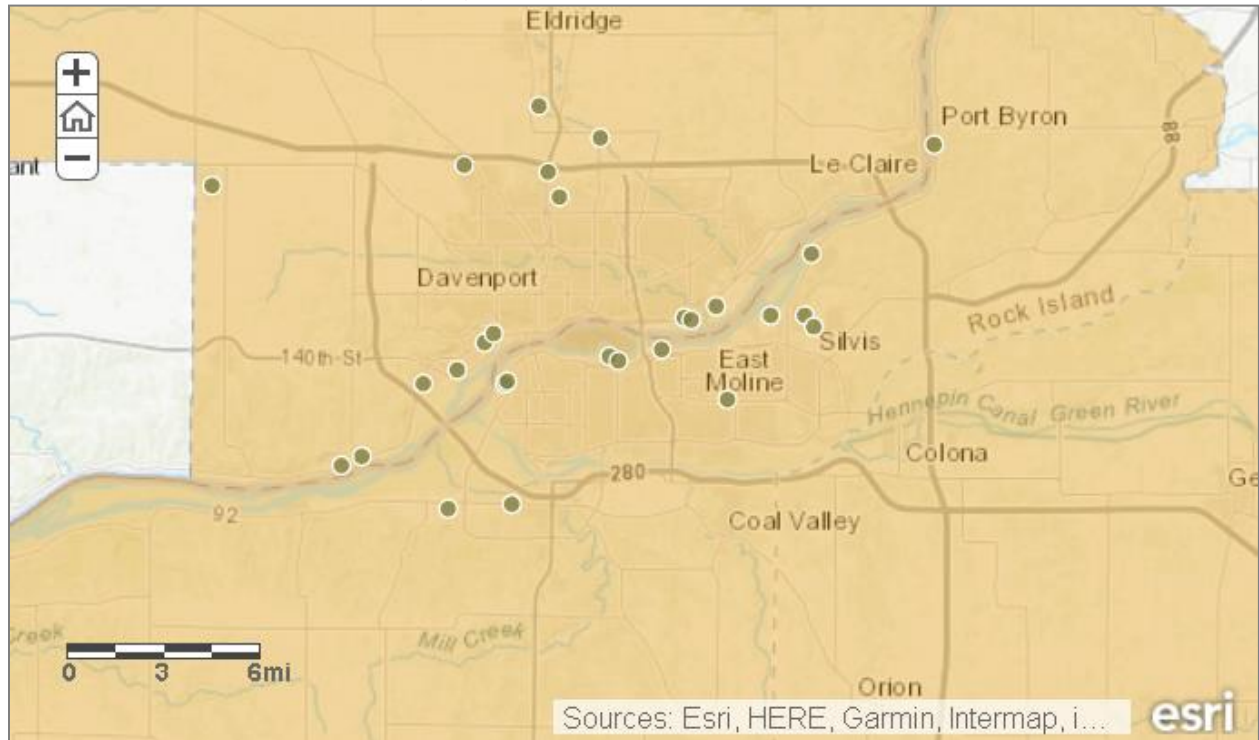 Eldridge
+
−
Port Byron
88
ant
Le Claire
Davenport
Rock Island
140th-St
Silvis
East
Moline
Hennepin Canal Green River
Colona
280
Ge
92
Coal Valley
Creek
Mill Creek
0 3 6mi
Orion
Sources: Esri, HERE, Garmin, Intermap, i...
esri